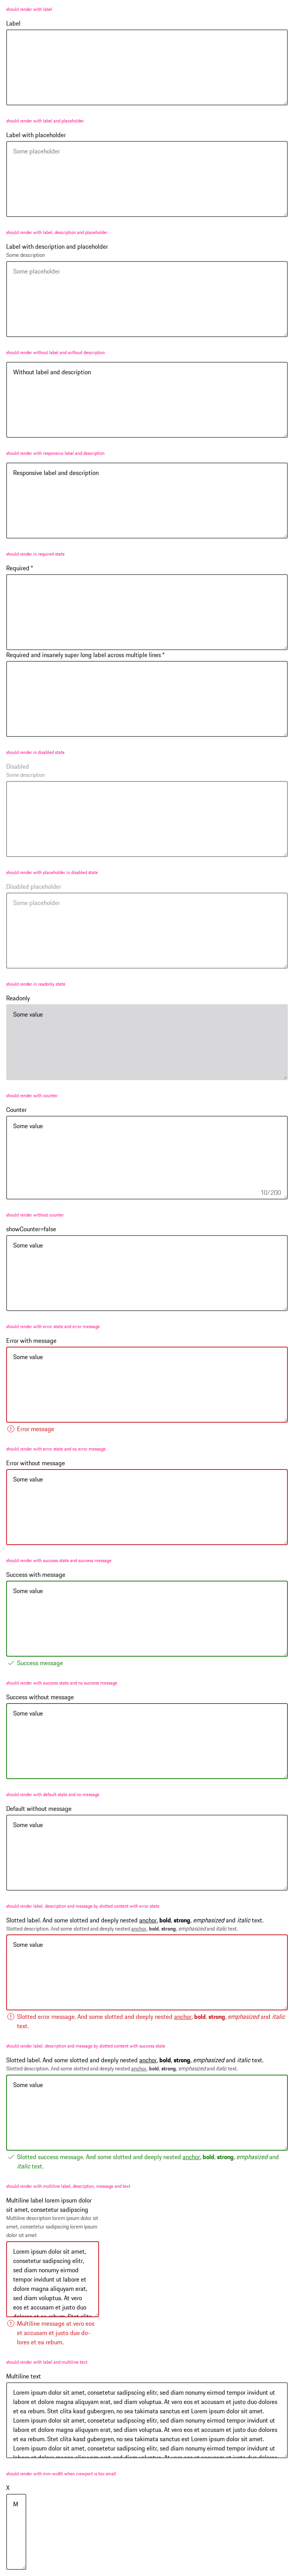 should render with label
Label
should render with label and placeholder
Label with placeholder
Some placeholder
should render with label, description and placeholder
Label with description and placeholder
Some description
Some placeholder
should render without label and without description
Without label and description
should render with responsive label and description
Responsive label and description
should render in required state
Required *
Required and insanely super long label across multiple lines *
should render in disabled state
Disabled
Some description
should render with placeholder in disabled state
Disabled placeholder
Some placeholder
should render in readonly state
Readonly
Some value
should render with counter
Counter
Some value
10/200
should render without counter
showCounter=false
Some value
should render with error state and error message
Error with message
Some value
Error message
should render with error state and no error message
Error without message
Some value
should render with success state and success message
Success with message
Some value
Success message
should render with success state and no success message
Success without message
Some value
should render with default state and no message
Default without message
Some value
should render label, description and message by slotted content with error state
Slotted label. And some slotted and deeply nested anchor, bold, strong, emphasized and italic text.
Slotted description. And some slotted and deeply nested anchor, bold, strong, emphasized and italic text.
Some value
Slotted error message. And some slotted and deeply nested anchor, bold, strong, emphasized and italic
text.
should render label, description and message by slotted content with success state
Slotted label. And some slotted and deeply nested anchor, bold, strong, emphasized and italic text.
Slotted description. And some slotted and deeply nested anchor, bold, strong, emphasized and italic text.
Some value
Slotted success message. And some slotted and deeply nested anchor, bold, strong, emphasized and
italic text.
should render with multiline label, description, message and text
Multiline label lorem ipsum dolor
sit amet, consetetur sadipscing
Multiline description lorem ipsum dolor sit
amet, consetetur sadipscing lorem ipsum
dolor sit amet
Lorem ipsum dolor sit amet,
consetetur sadipscing elitr,
sed diam nonumy eirmod
tempor invidunt ut labore et
dolore magna aliquyam erat,
sed diam voluptua. At vero
eos et accusam et justo duo
dolores et ea rebum. Stet clita
Multiline message at vero eos
et accusam et justo duo do-
lores et ea rebum.
should render with label and multiline text
Multiline text
Lorem ipsum dolor sit amet, consetetur sadipscing elitr, sed diam nonumy eirmod tempor invidunt ut
labore et dolore magna aliquyam erat, sed diam voluptua. At vero eos et accusam et justo duo dolores
et ea rebum. Stet clita kasd gubergren, no sea takimata sanctus est Lorem ipsum dolor sit amet.
Lorem ipsum dolor sit amet, consetetur sadipscing elitr, sed diam nonumy eirmod tempor invidunt ut
labore et dolore magna aliquyam erat, sed diam voluptua. At vero eos et accusam et justo duo dolores
et ea rebum. Stet clita kasd gubergren, no sea takimata sanctus est Lorem ipsum dolor sit amet.
Lorem ipsum dolor sit amet, consetetur sadipscing elitr, sed diam nonumy eirmod tempor invidunt ut
labore et dolore magna aliquyam erat, sed diam voluptua. At vero eos et accusam et justo duo dolores
should render with min-width when viewport is too small
X
M